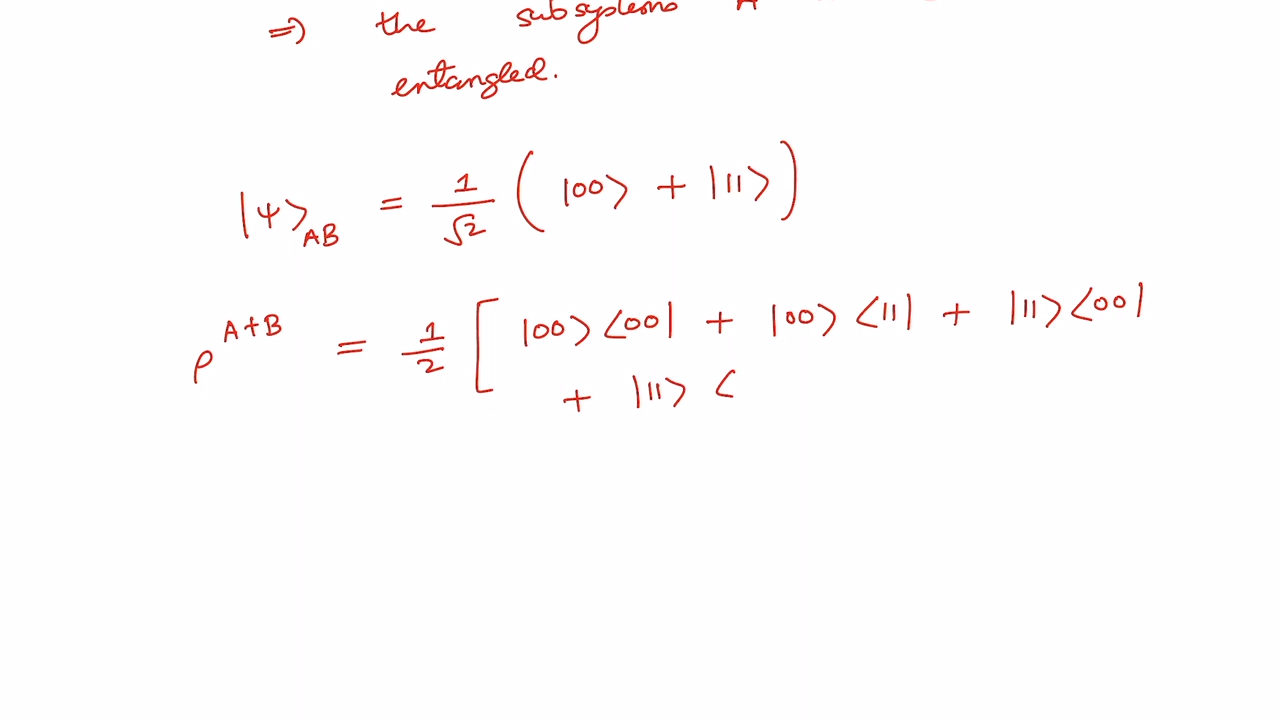 ⇒ the subsystems A
entangled.
|ψ⟩_AB = 1/√2 ( |00⟩ + |11⟩ )
ρ^{A+B} = 1/2 [ |00⟩⟨00| + |00⟩⟨11| + |11⟩⟨00|
+ |11⟩ ⟨